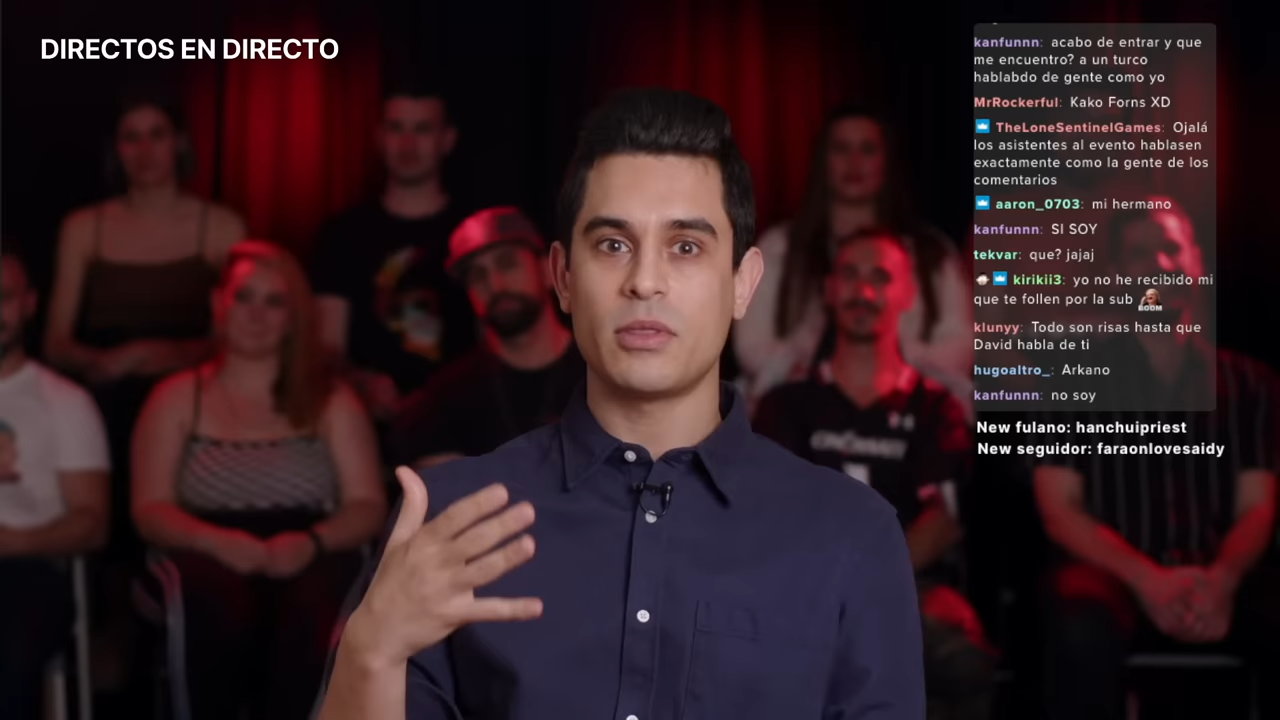 DIRECTOS EN DIRECTO
kanfunnn: acabo de entrar y que
me encuentro? a un turco
hablabdo de gente como yo
MrRockerful: Kako Forns XD
TheLoneSentinelGames: Ojalá
los asistentes al evento hablasen
exactamente como la gente de los
comentarios
aaron_0703: mi hermano
kanfunnn: SI SOY
tekvar: que? jajaj
kirikii3: yo no he recibido mi
que te follen por la sub
BOOM
klunyy: Todo son risas hasta que
David habla de ti
hugoaltro_: Arkano
kanfunnn: no soy
New fulano: hanchuipriest
New seguidor: faraonlovesaidy